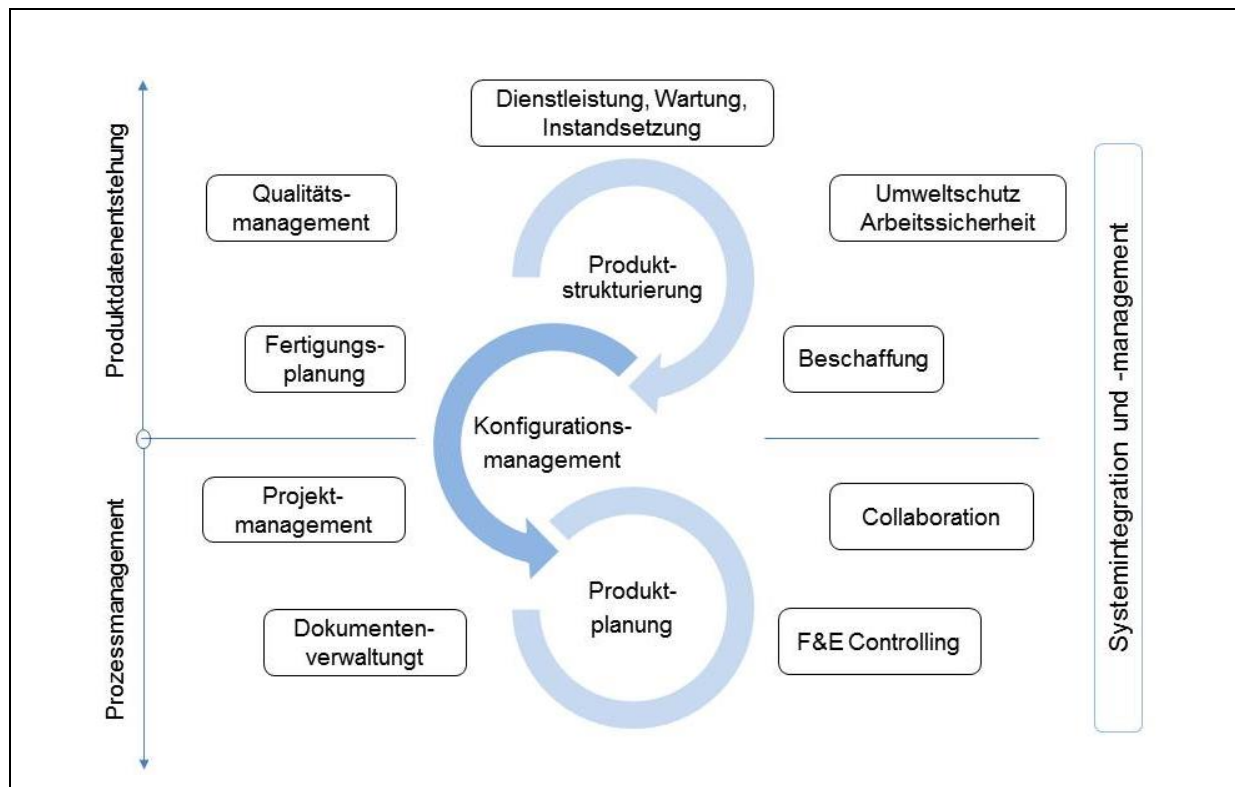 Dienstleistung, Wartung,
Instandsetzung
Qualitäts-
management
Umweltschutz
Arbeitssicherheit
Produkt-
strukturierung
Produktdatenentstehung
Fertigungs-
planung
Beschaffung
Konfigurations-
management
Systemintegration und -management
Projekt-
management
Collaboration
Prozessmanagement
Produkt-
planung
Dokumenten-
verwaltungt
F&E Controlling